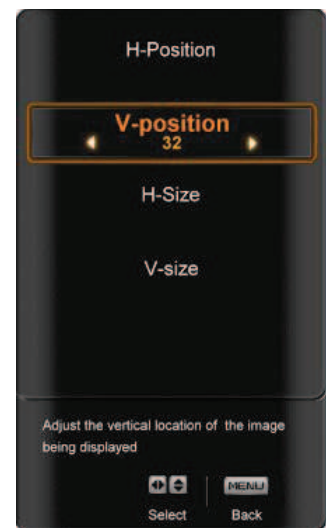 H-Position
V-position
32
H-Size
V-size
Adjust the vertical location of the image
being displayed
MENU
Select Back